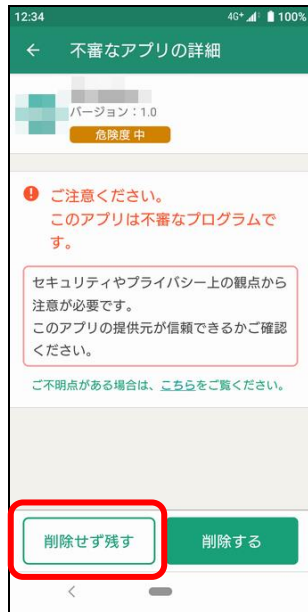 12:34 4G+ 100%
不審なアプリの詳細
バージョン：1.0
危険度 中
ご注意ください。
このアプリは不審なプログラムで
す。
セキュリティやプライバシー上の観点から
注意が必要です。
このアプリの提供元が信頼できるかご確認
ください。
ご不明点がある場合は、こちらをご覧ください。
削除せず残す 削除する